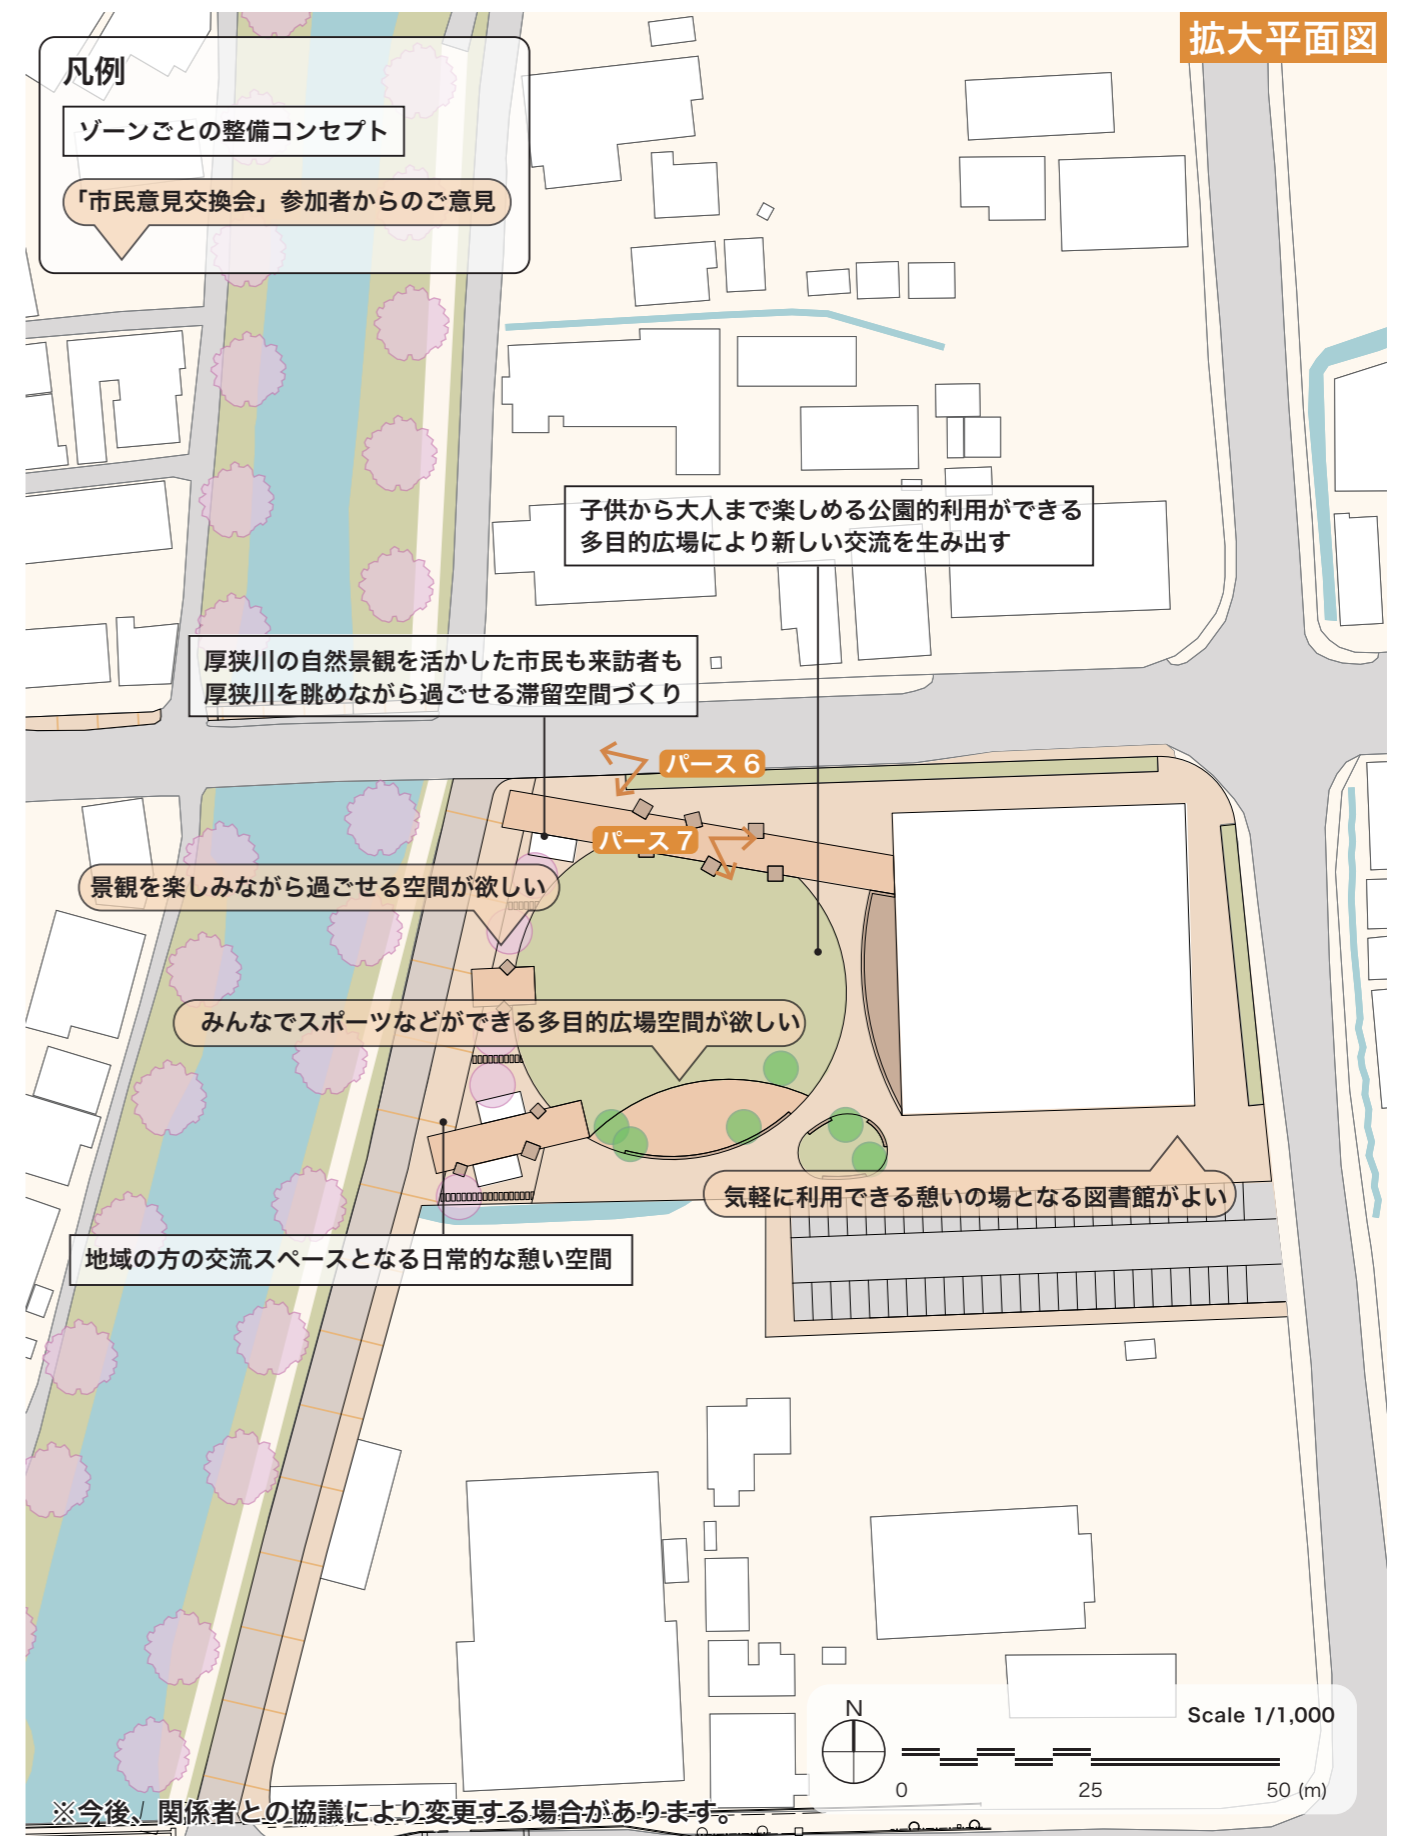 拡大平面図
凡例
ゾーンごとの整備コンセプト
「市民意見交換会」参加者からのご意見
子供から大人まで楽しめる公園的利用ができる
多目的広場により新しい交流を生み出す
厚狭川の自然景観を活かした市民も来訪者も
厚狭川を眺めながら過ごせる滞留空間づくり
パース 6
パース 7
景観を楽しみながら過ごせる空間が欲しい
みんなでスポーツなどができる多目的広場空間が欲しい
気軽に利用できる憩いの場となる図書館がよい
地域の方の交流スペースとなる日常的な憩い空間
N
Scale 1/1,000
0 25 50 (m)
※今後、関係者との協議により変更する場合があります。